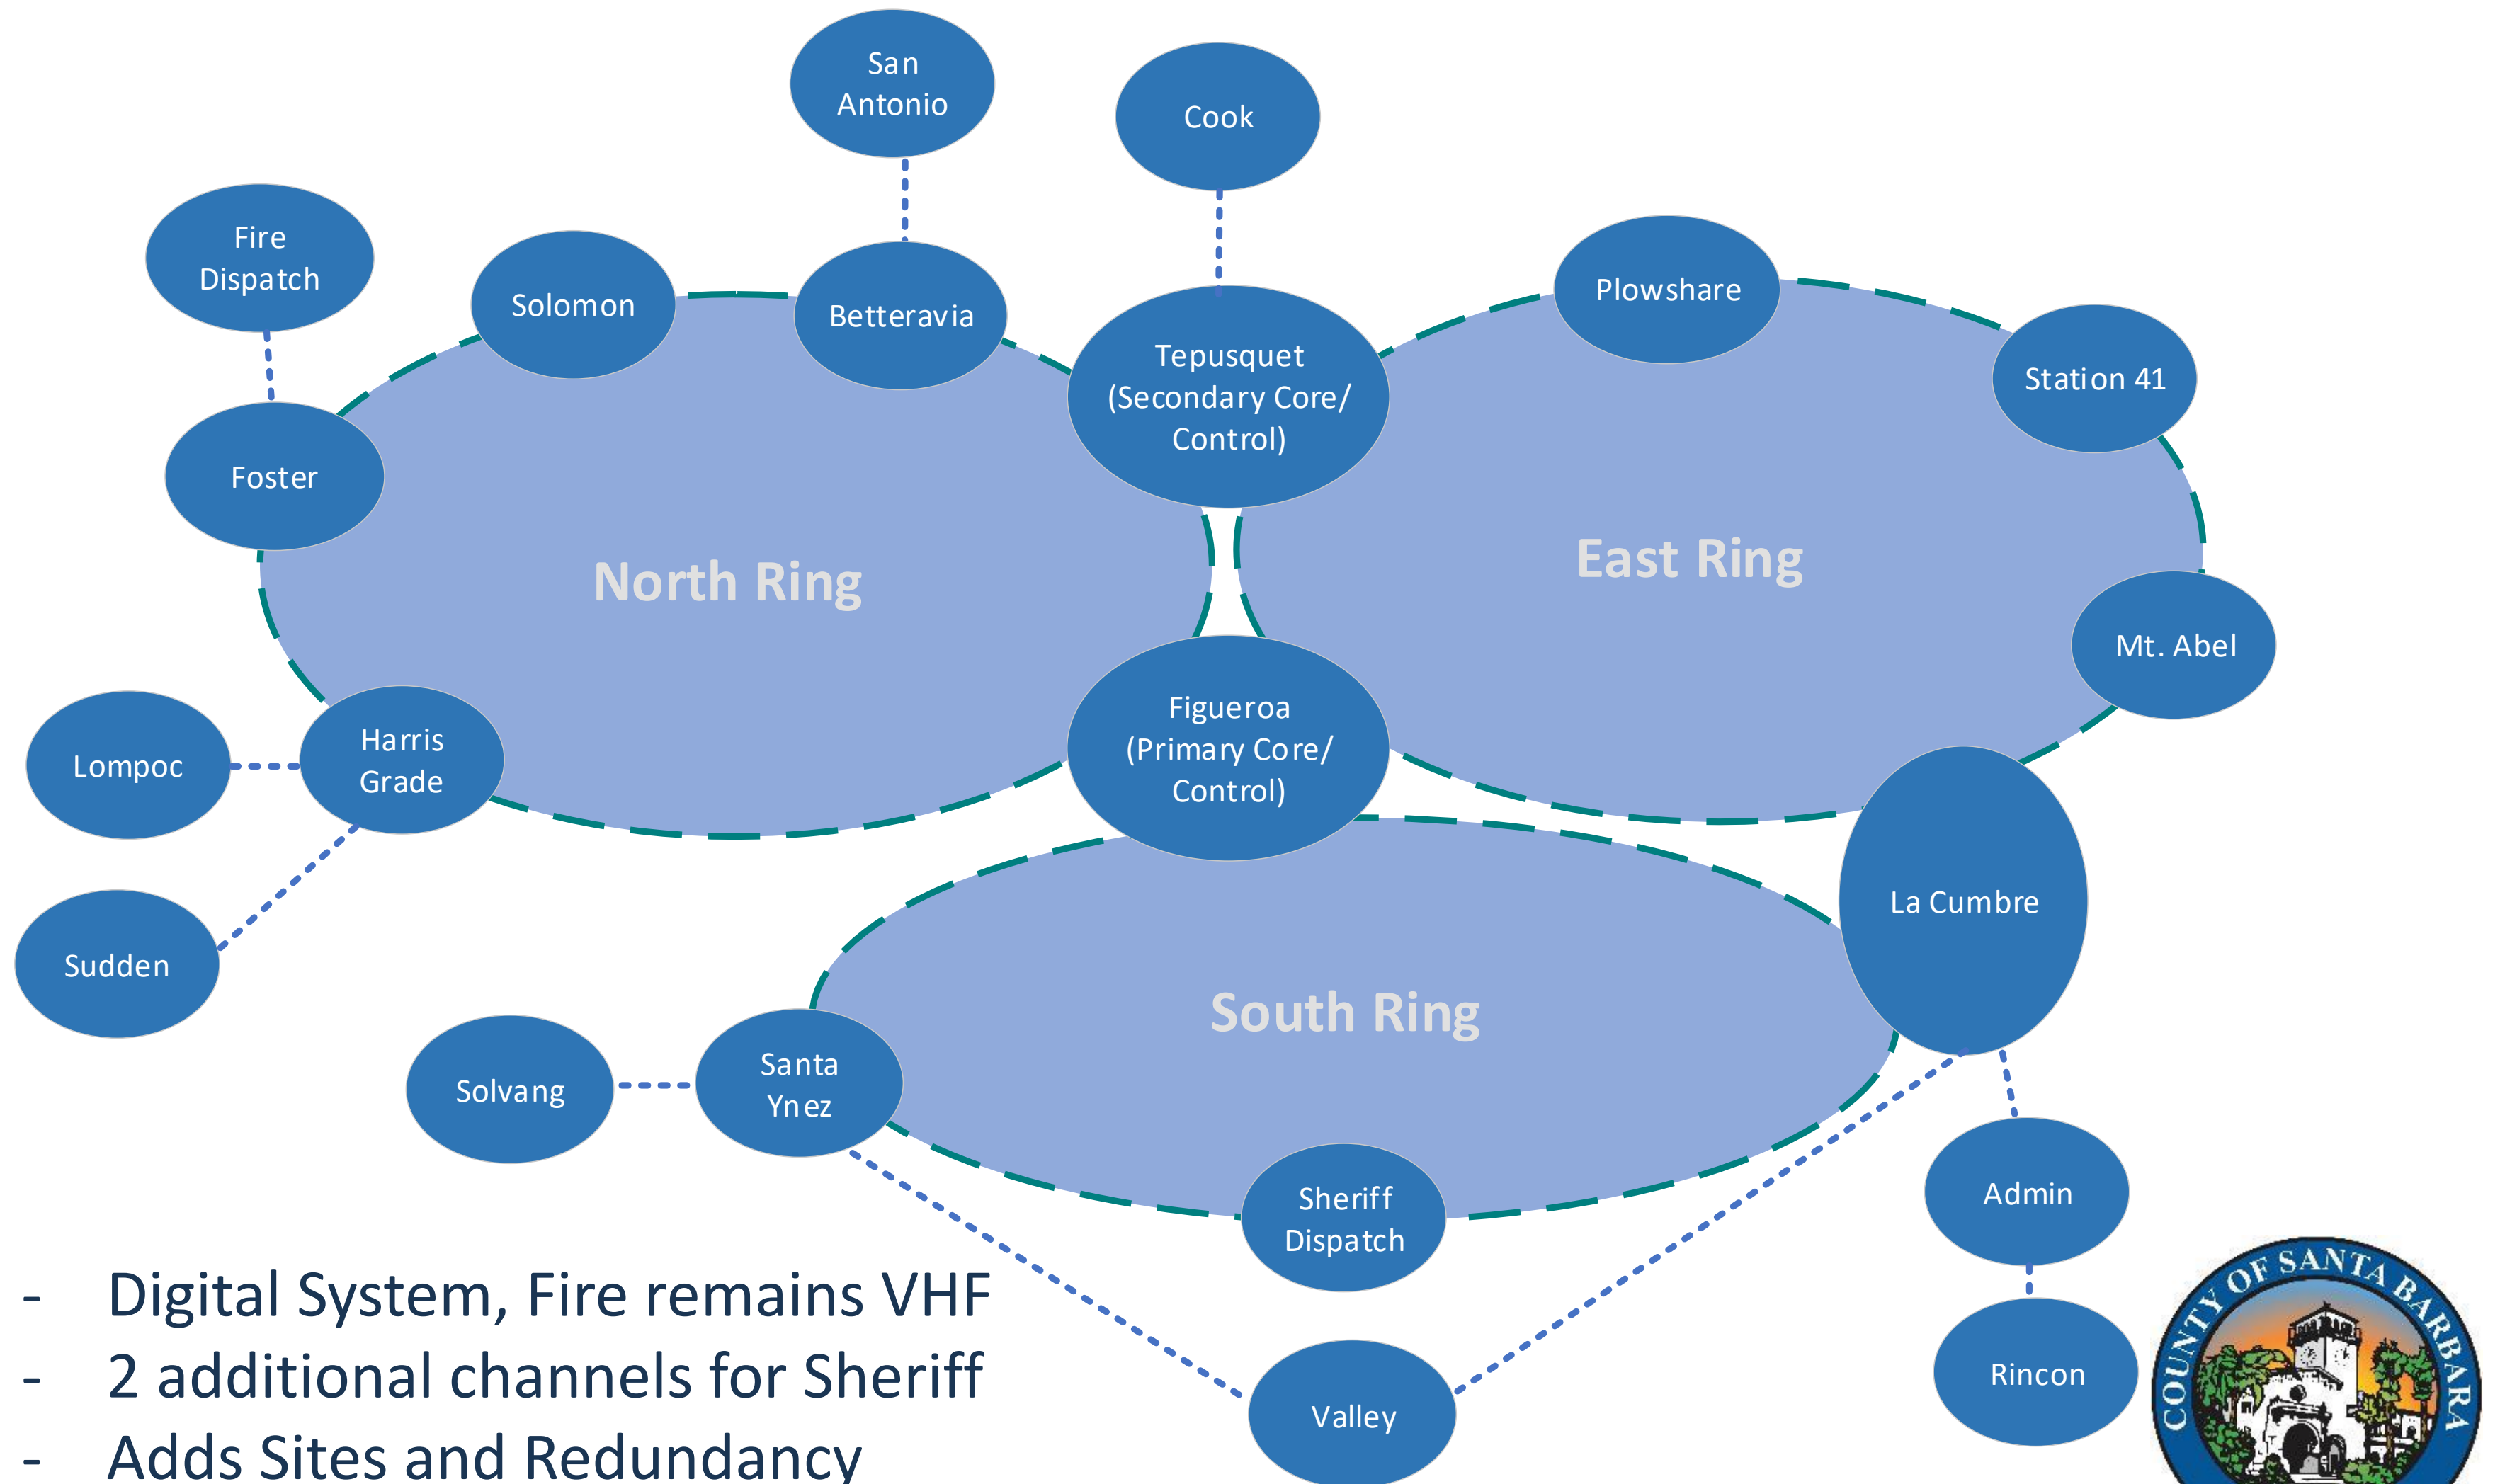 San
Antonio
Cook
Fire
Dispatch
Solomon
Betteravia
Plowshare
Tepusquet
(Secondary Core/
Control)
Station 41
Foster
North Ring
East Ring
Mt. Abel
Lompoc
Harris
Grade
Figueroa
(Primary Core/
Control)
La Cumbre
Sudden
South Ring
Solvang
Santa
Ynez
Sheriff
Dispatch
Admin
Rincon
Valley
- Digital System, Fire remains VHF
- 2 additional channels for Sheriff
- Adds Sites and Redundancy
COUNTY OF SANTA BARBARA